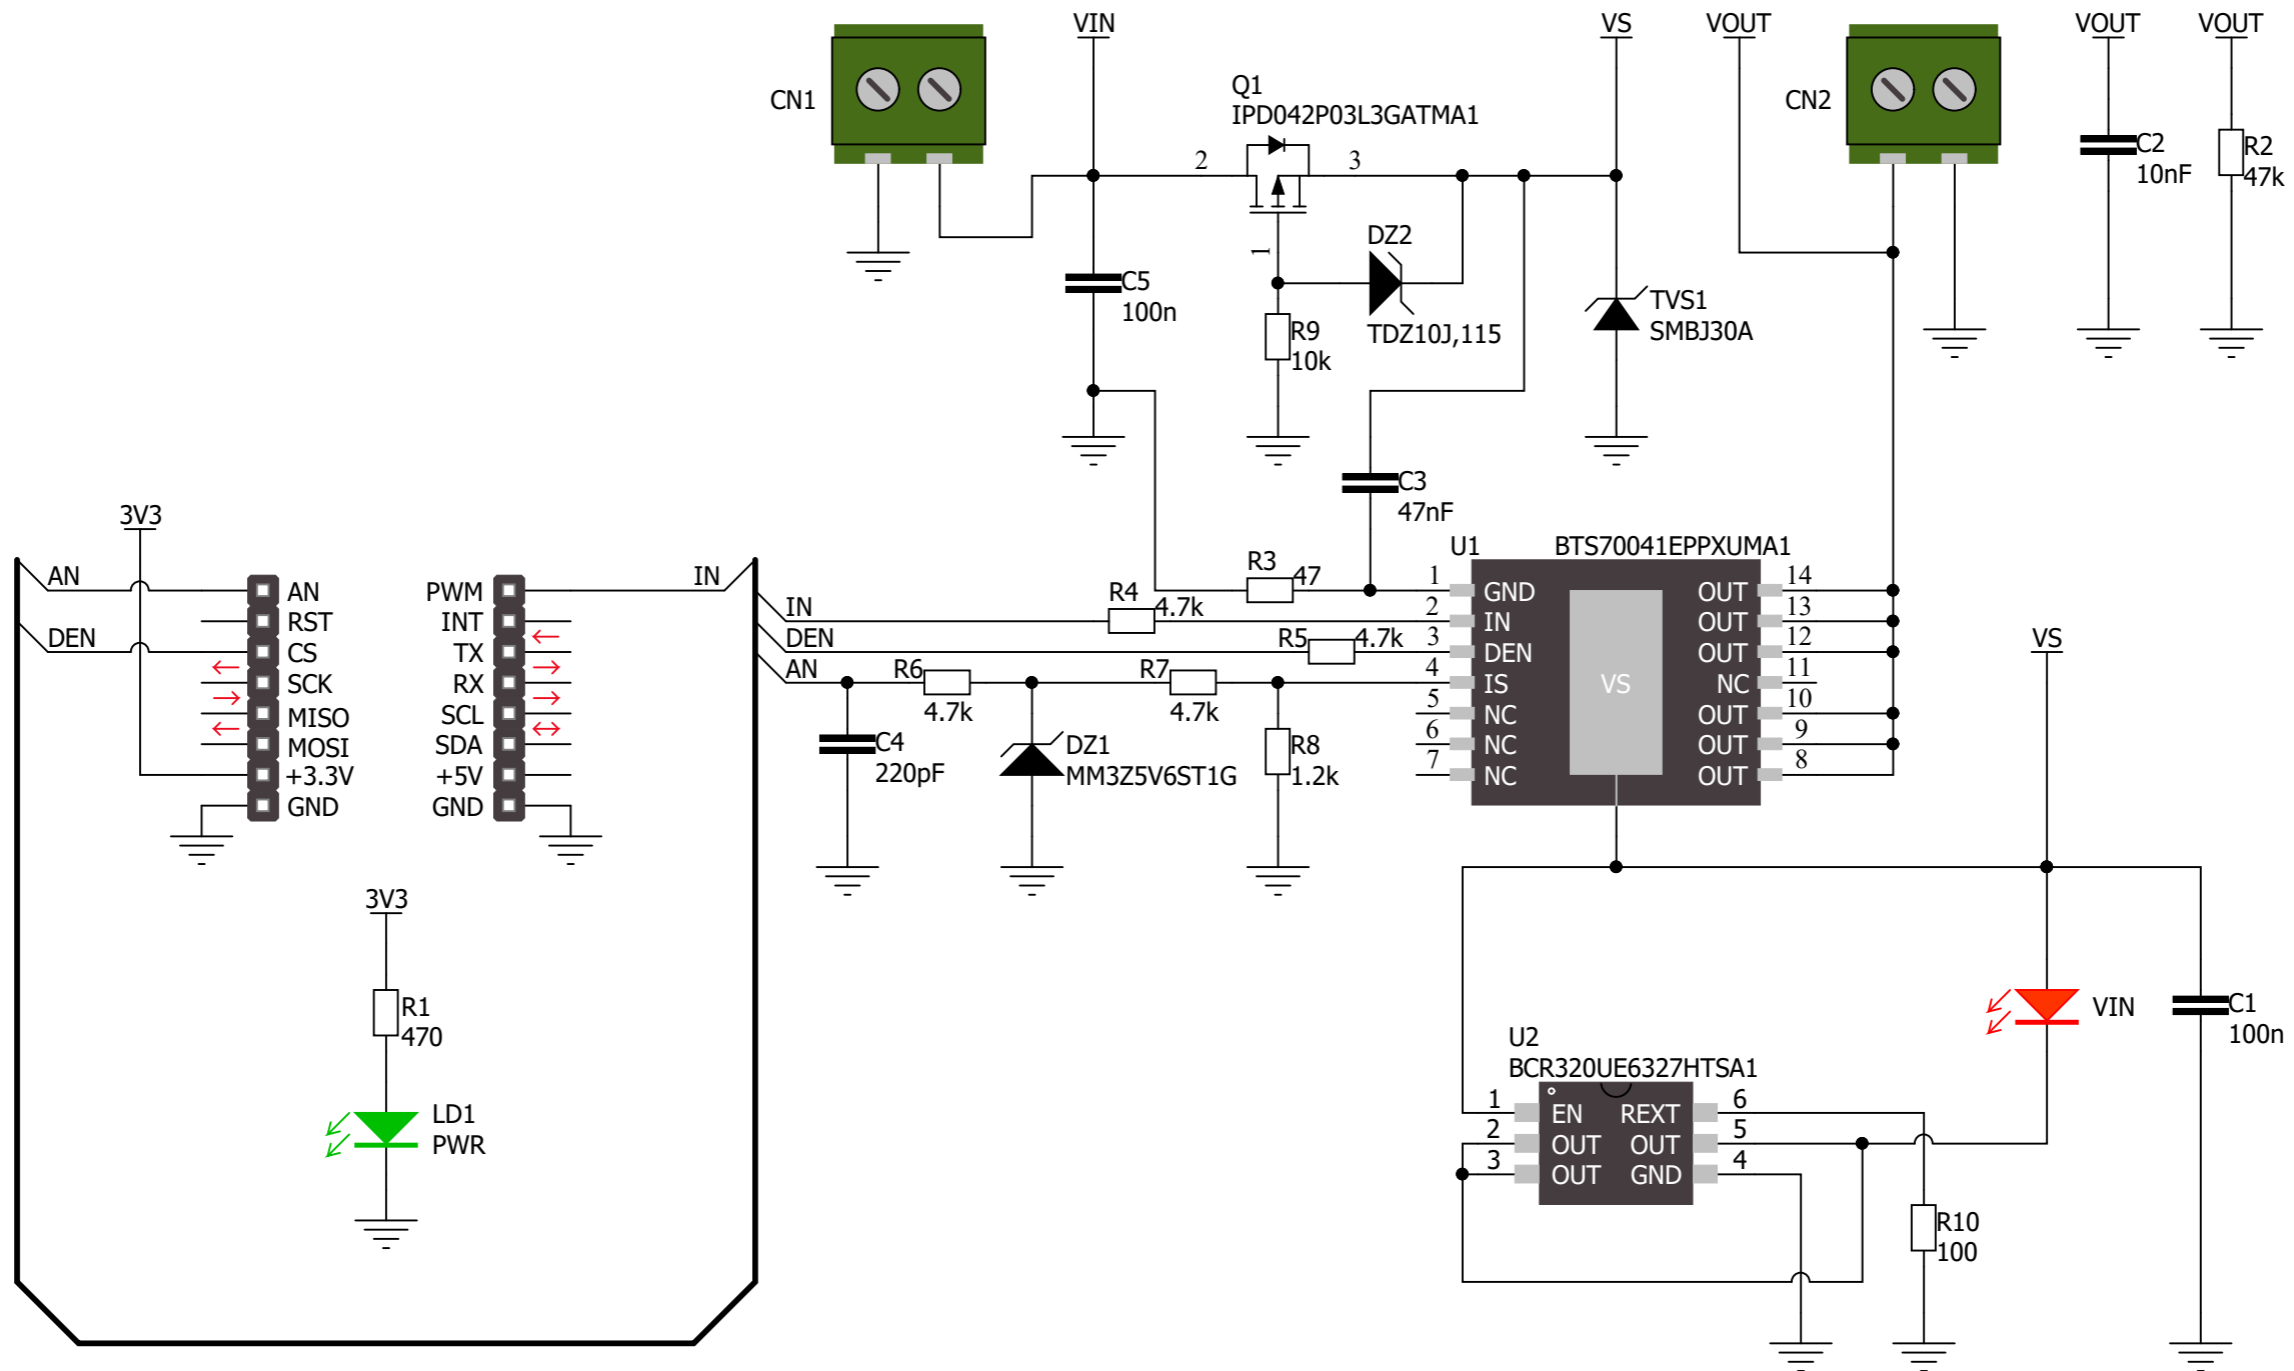 VIN
VS
VOUT
VOUT
VOUT
CN1
Q1
IPD042P03L3GATMA1
CN2
2
3
1
C2
10nF
R2
47k
DZ2
TDZ10J,115
C5
100n
R9
10k
TVS1
SMBJ30A
C3
47nF
3V3
AN
DEN
AN
RST
CS
SCK
MISO
MOSI
+3.3V
GND
PWM
INT
TX
RX
SCL
SDA
+5V
GND
IN
IN
DEN
AN
R3
47
R4
4.7k
R5
4.7k
R6
4.7k
R7
4.7k
C4
220pF
DZ1
MM3Z5V6ST1G
R8
1.2k
U1
BTS70041EPPXUMA1
1
2
3
4
5
6
7
GND
IN
DEN
IS
NC
NC
NC
VS
OUT
OUT
OUT
NC
OUT
OUT
OUT
14
13
12
11
10
9
8
VS
3V3
R1
470
LD1
PWR
VIN
C1
100n
U2
BCR320UE6327HTSA1
1
2
3
EN
OUT
OUT
REXT
OUT
GND
6
5
4
R10
100